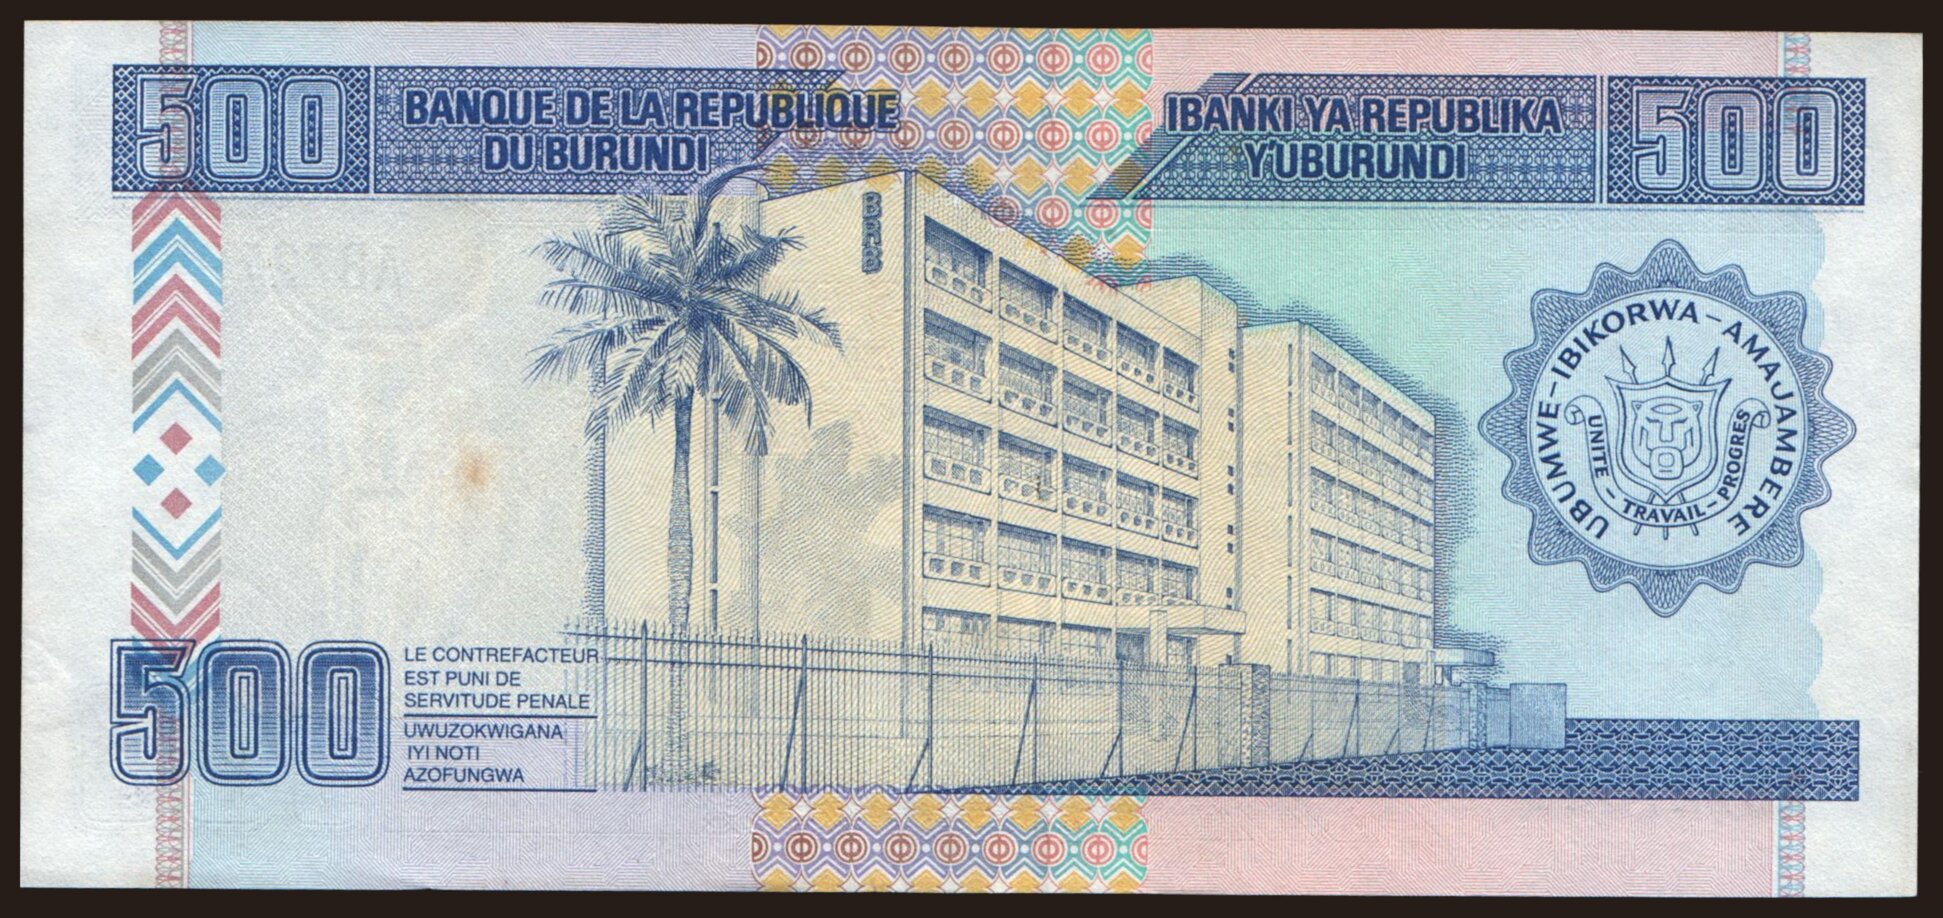 500
BANQUE DE LA REPUBLIQUE
DU BURUNDI
IBANKI YA REPUBLIKA
Y'UBURUNDI
500
BRB
UBUMWE-IBIKORWA-AMAJAMBERE
UNITE - TRAVAIL - PROGRES
500
LE CONTREFACTEUR
EST PUNI DE
SERVITUDE PENALE
UWUZOKWIGANA
IYI NOTI
AZOFUNGWA